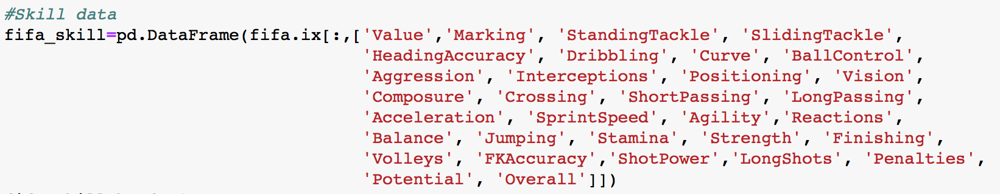 #Skill data
fifa_skill=pd.DataFrame(fifa.ix[:,['Value','Marking', 'StandingTackle', 'SlidingTackle',
'HeadingAccuracy', 'Dribbling', 'Curve', 'BallControl',
'Aggression', 'Interceptions', 'Positioning', 'Vision',
'Composure', 'Crossing', 'ShortPassing', 'LongPassing',
'Acceleration', 'SprintSpeed', 'Agility','Reactions',
'Balance', 'Jumping', 'Stamina', 'Strength', 'Finishing',
'Volleys', 'FKAccuracy','ShotPower','LongShots', 'Penalties',
'Potential', 'Overall']])